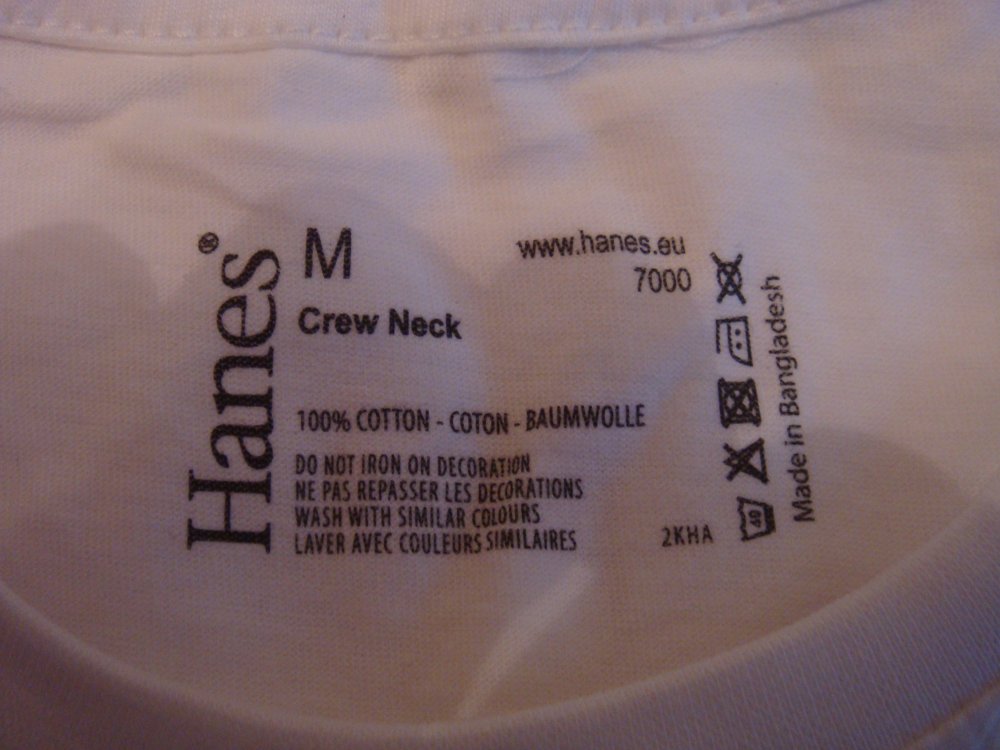 Hanes®
M
Crew Neck
www.hanes.eu
7000
100% COTTON - COTON - BAUMWOLLE
DO NOT IRON ON DECORATION
NE PAS REPASSER LES DECORATIONS
WASH WITH SIMILAR COLOURS
LAVER AVEC COULEURS SIMILAIRES
2KHA
40
Made in Bangladesh